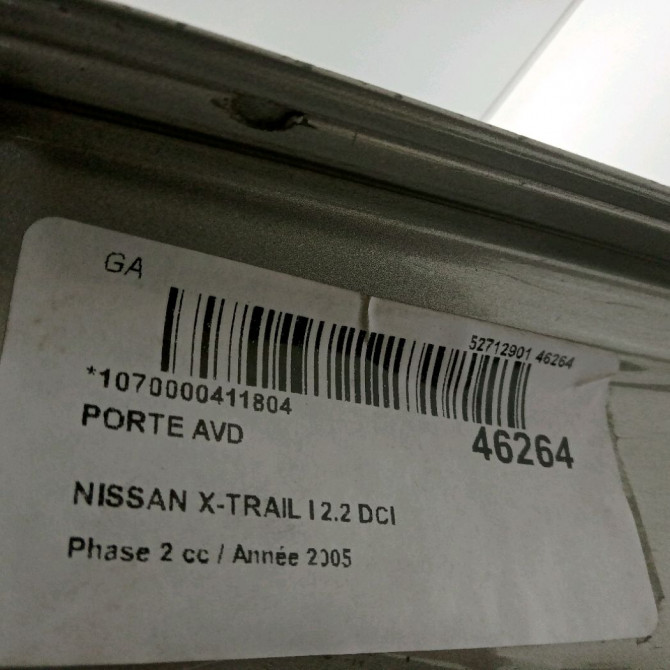 GA
52712901 46264
*1070000411804
PORTE AVD
46264
NISSAN X-TRAIL I 2.2 DCI
Phase 2 cc / Année 2005